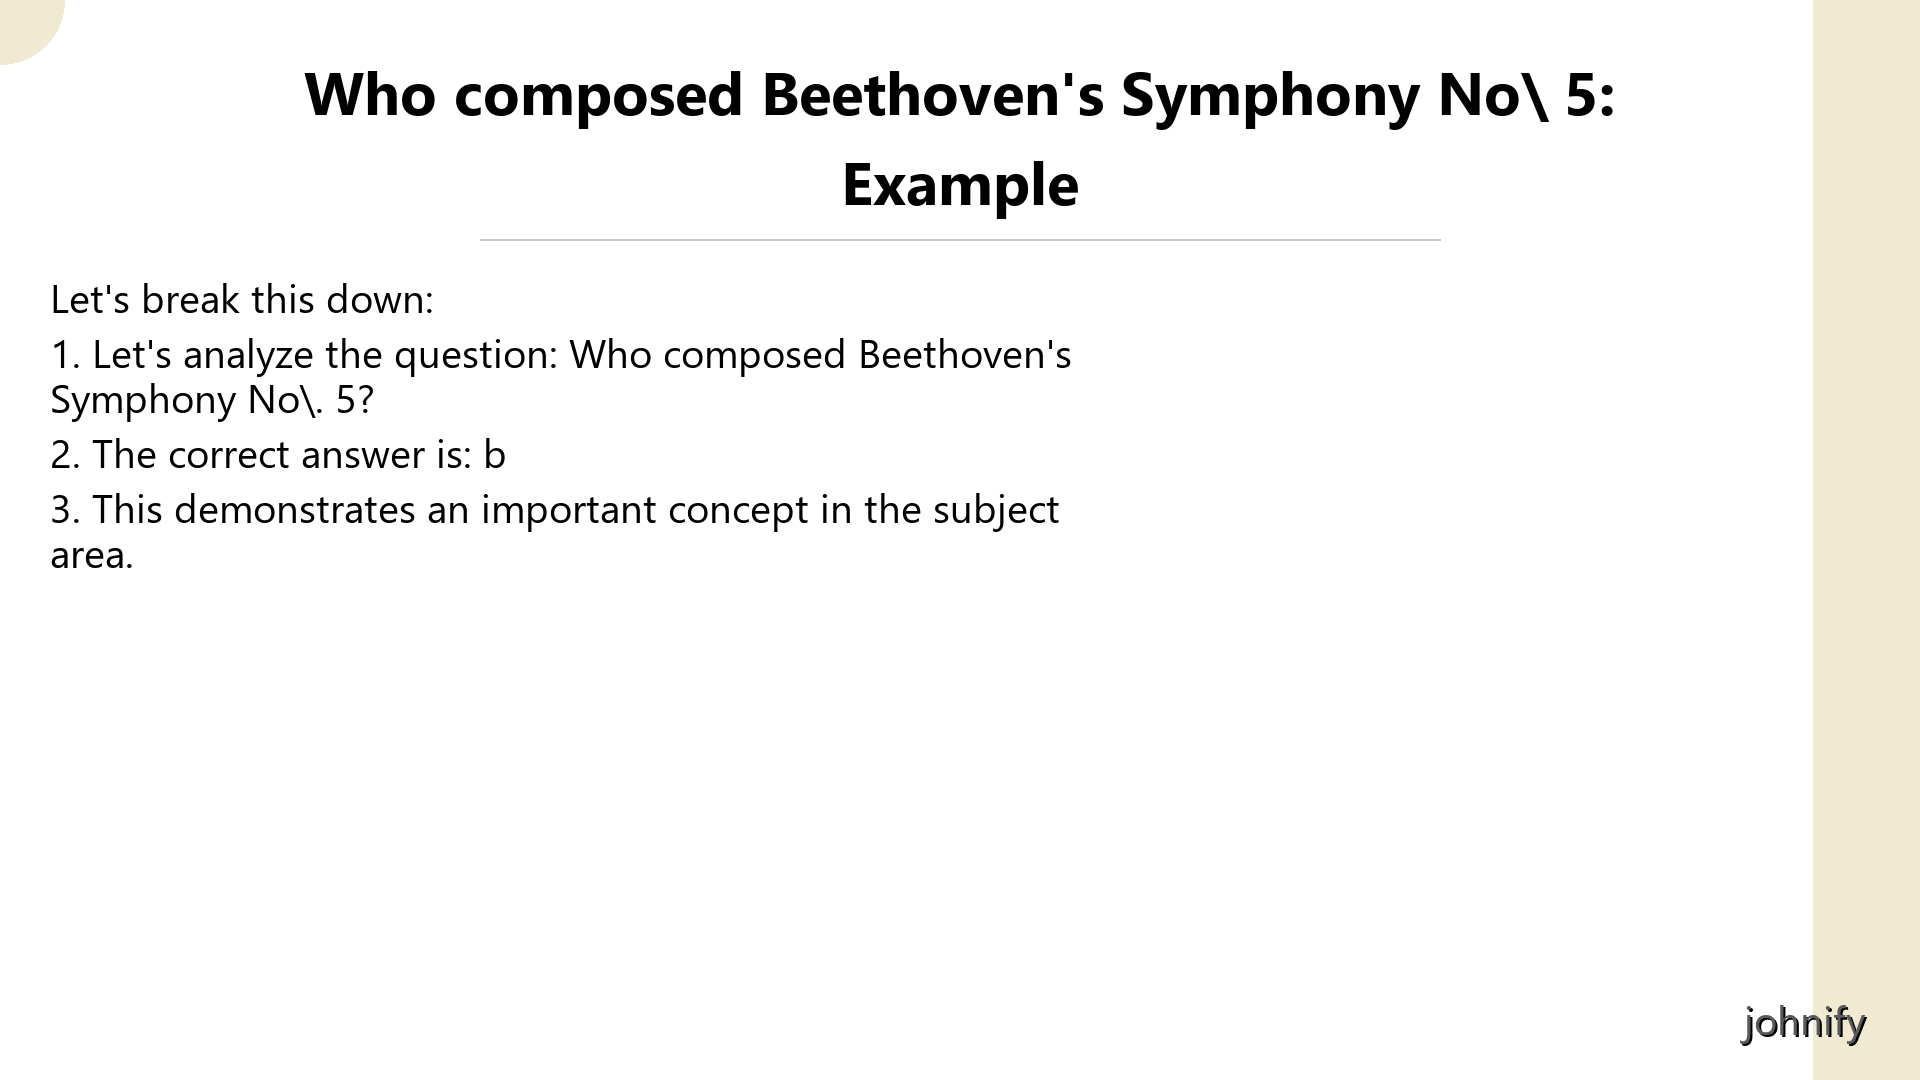 Who composed Beethoven's Symphony No\ 5:
Example
Let's break this down:
1. Let's analyze the question: Who composed Beethoven's
Symphony No\. 5?
2. The correct answer is: b
3. This demonstrates an important concept in the subject
area.
johnify